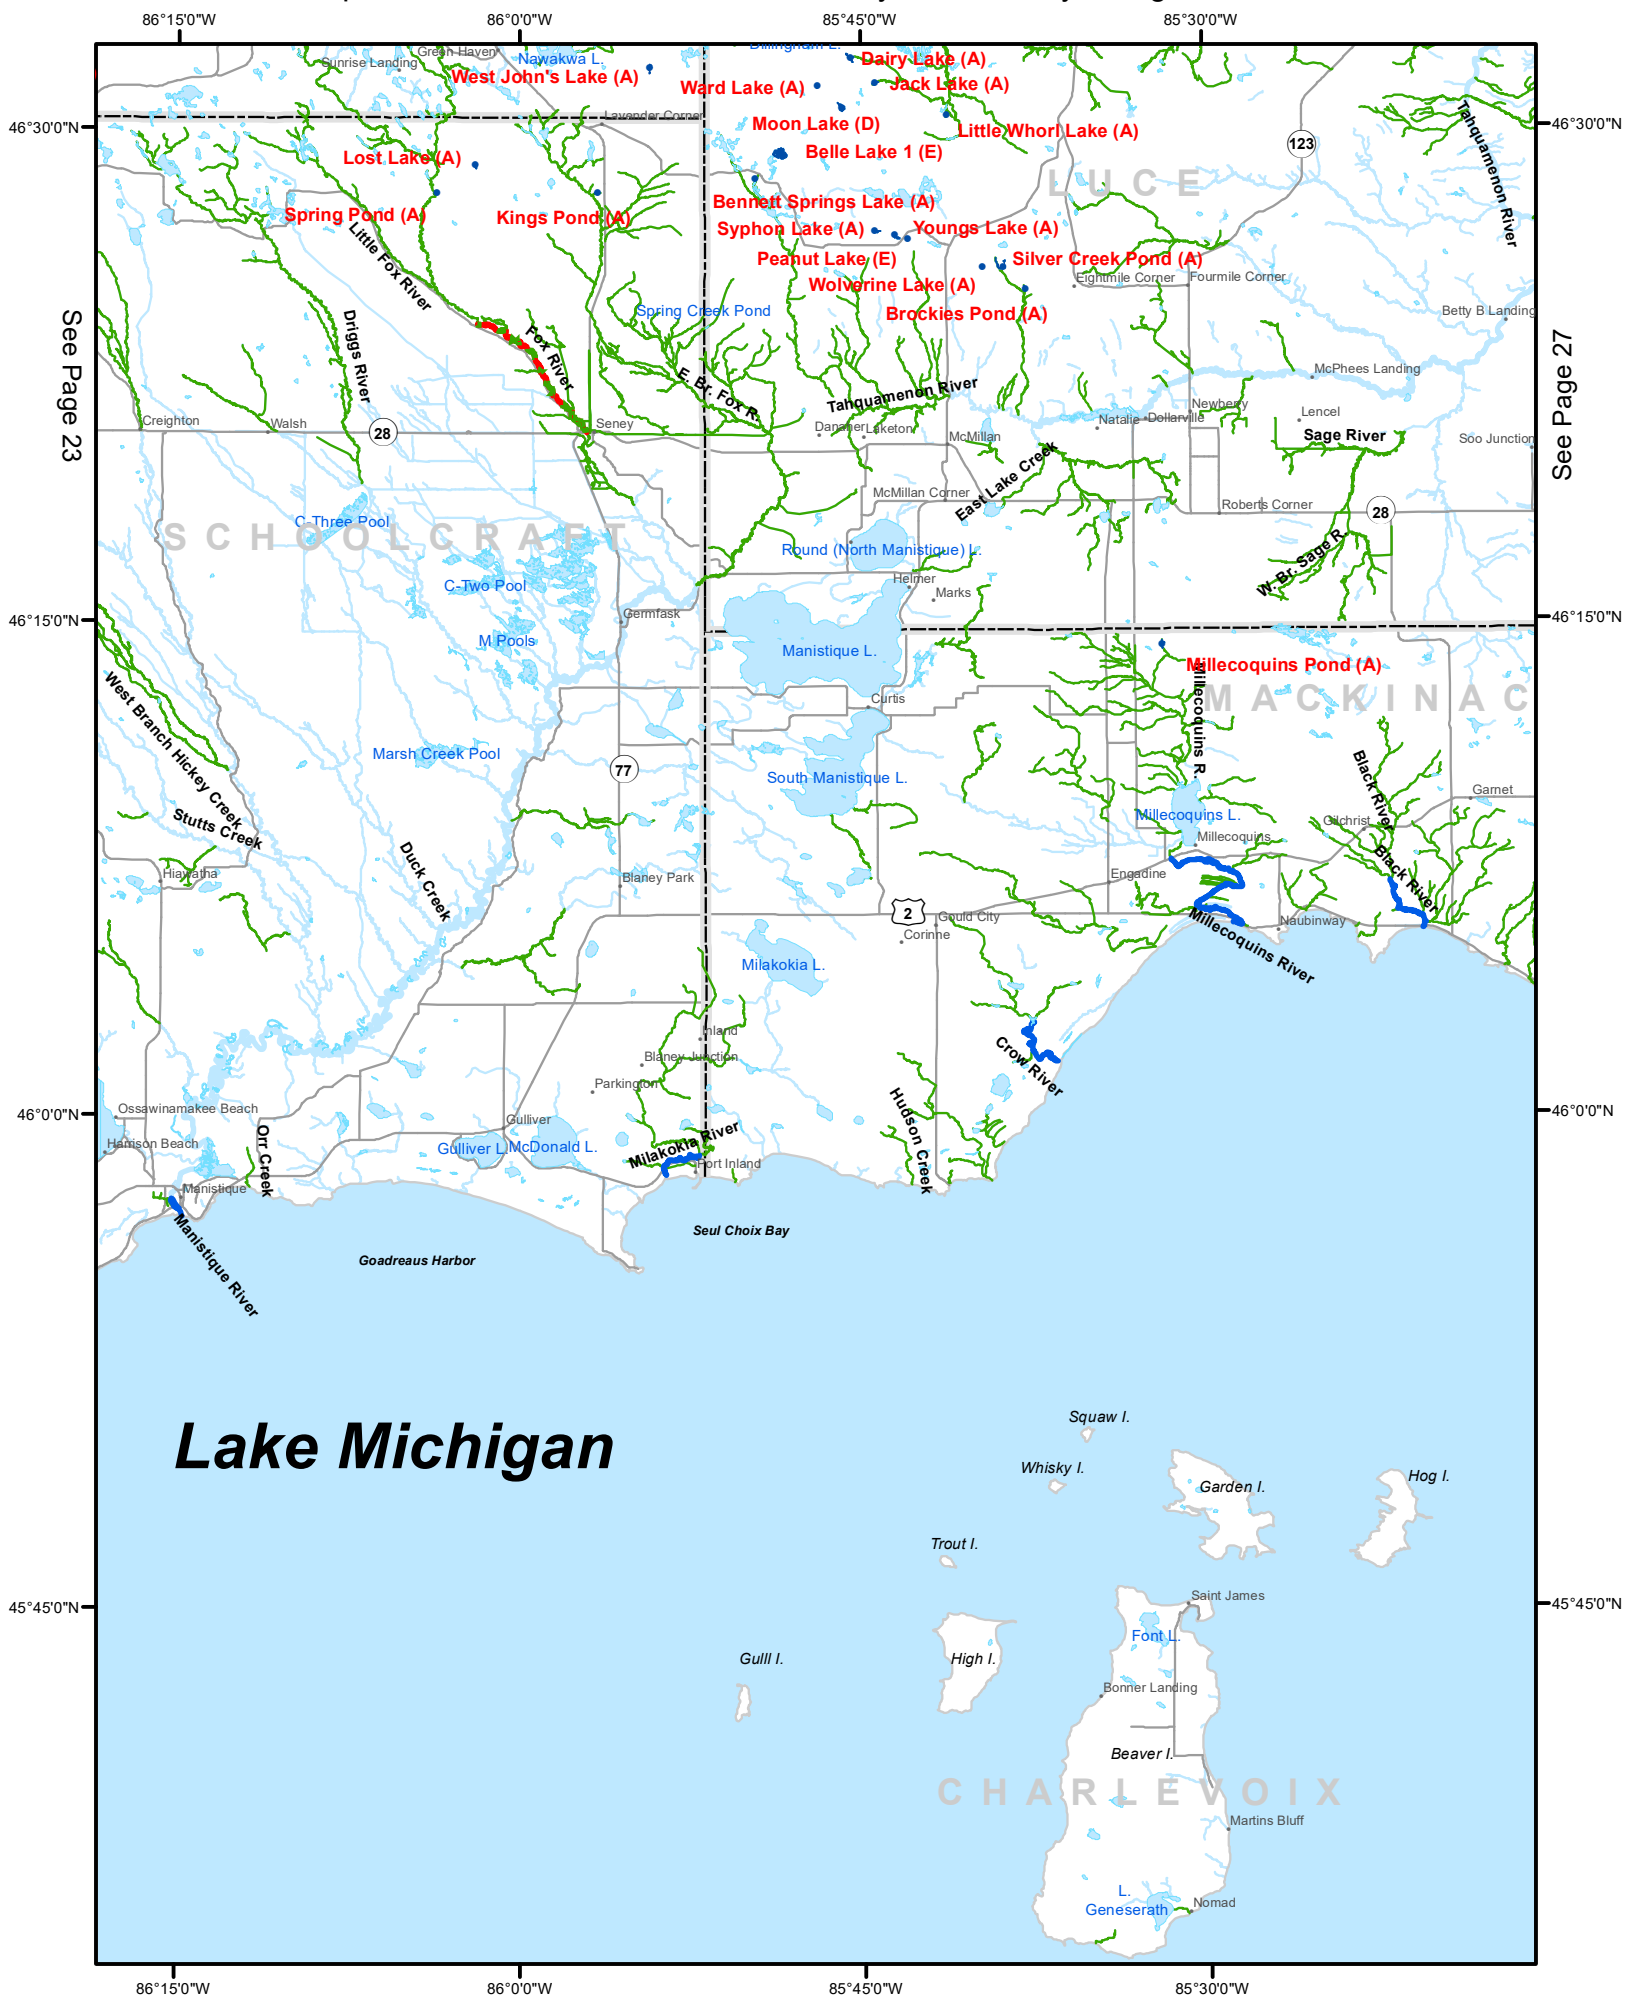 86°15'0"W
86°0'0"W
85°45'0"W
85°30'0"W
Green Haven
Sunrise Landing
Nawakwa L.
Dillingham L.
Dairy Lake (A)
West John's Lake (A)
Ward Lake (A)
Jack Lake (A)
Lavender Corner
46°30'0"N
46°30'0"N
Moon Lake (D)
Little Whorl Lake (A)
123
Tahquamenon River
Lost Lake (A)
Belle Lake 1 (E)
LUCE
Spring Pond (A)
Kings Pond (A)
Bennett Springs Lake (A)
Syphon Lake (A)
Youngs Lake (A)
Little Fox River
Peanut Lake (E)
Silver Creek Pond (A)
Eightmile Corner
Fourmile Corner
Wolverine Lake (A)
Spring Creek Pond
Brockies Pond (A)
Betty B Landing
See Page 23
See Page 27
Driggs River
Fox River
E. Br. Fox R.
Tahquamenon River
McPhees Landing
Creighton
Walsh
28
Seney
Danaher
Laketon
McMillan
Natalie
Dollarville
Newberry
Lencel
Sage River
Soo Junction
East Lake Creek
McMillan Corner
Roberts Corner
28
C-Three Pool
SCHOOLCRAFT
Round (North Manistique) L.
W. Br. Sage R.
C-Two Pool
Helmer
Marks
46°15'0"N
46°15'0"N
Germfask
M Pools
Manistique L.
Millecoquins Pond (A)
MACKINAC
West Branch Hickey Creek
Curtis
Millecoquins R.
Marsh Creek Pool
77
South Manistique L.
Black River
Garnet
Stutts Creek
Millecoquins L.
Gilchrist
Millecoquins
Duck Creek
Hiawatha
Blaney Park
Engadine
Black River
2
Gould City
Corinne
Naubinway
Millecoquins River
Milakokia L.
Inland
Blaney Junction
Crow River
Parkington
Hudson Creek
46°0'0"N
46°0'0"N
Ossawinamakee Beach
Gulliver
Harrison Beach
Orr Creek
Gulliver L.
McDonald L.
Milakokia River
Port Inland
Manistique
Manistique River
Seul Choix Bay
Goadreaus Harbor
Lake Michigan
Squaw I.
Whisky I.
Garden I.
Hog I.
Trout I.
45°45'0"N
45°45'0"N
Saint James
Font L.
Gulll I.
High I.
Bonner Landing
Beaver I.
CHARLEVOIX
Martins Bluff
L.
Geneserath
Nomad
86°15'0"W
86°0'0"W
85°45'0"W
85°30'0"W